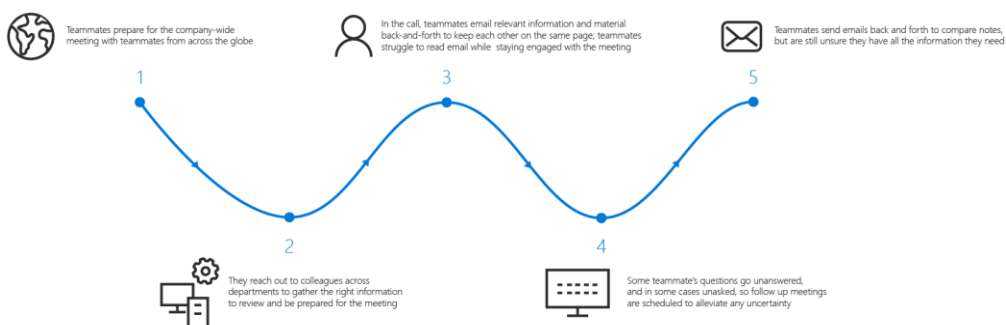 Teammates prepare for the company-wide
meeting with teammates from across the globe
1
In the call, teammates email relevant information and material
back-and-forth to keep each other on the same page; teammates
struggle to read email while staying engaged with the meeting
3
Teammates send emails back and forth to compare notes,
but are still unsure they have all the information they need
5
2
They reach out to colleagues across
departments to gather the right information
to review and be prepared for the meeting
4
Some teammate's questions go unanswered,
and in some cases unasked, so follow up meetings
are scheduled to alleviate any uncertainty